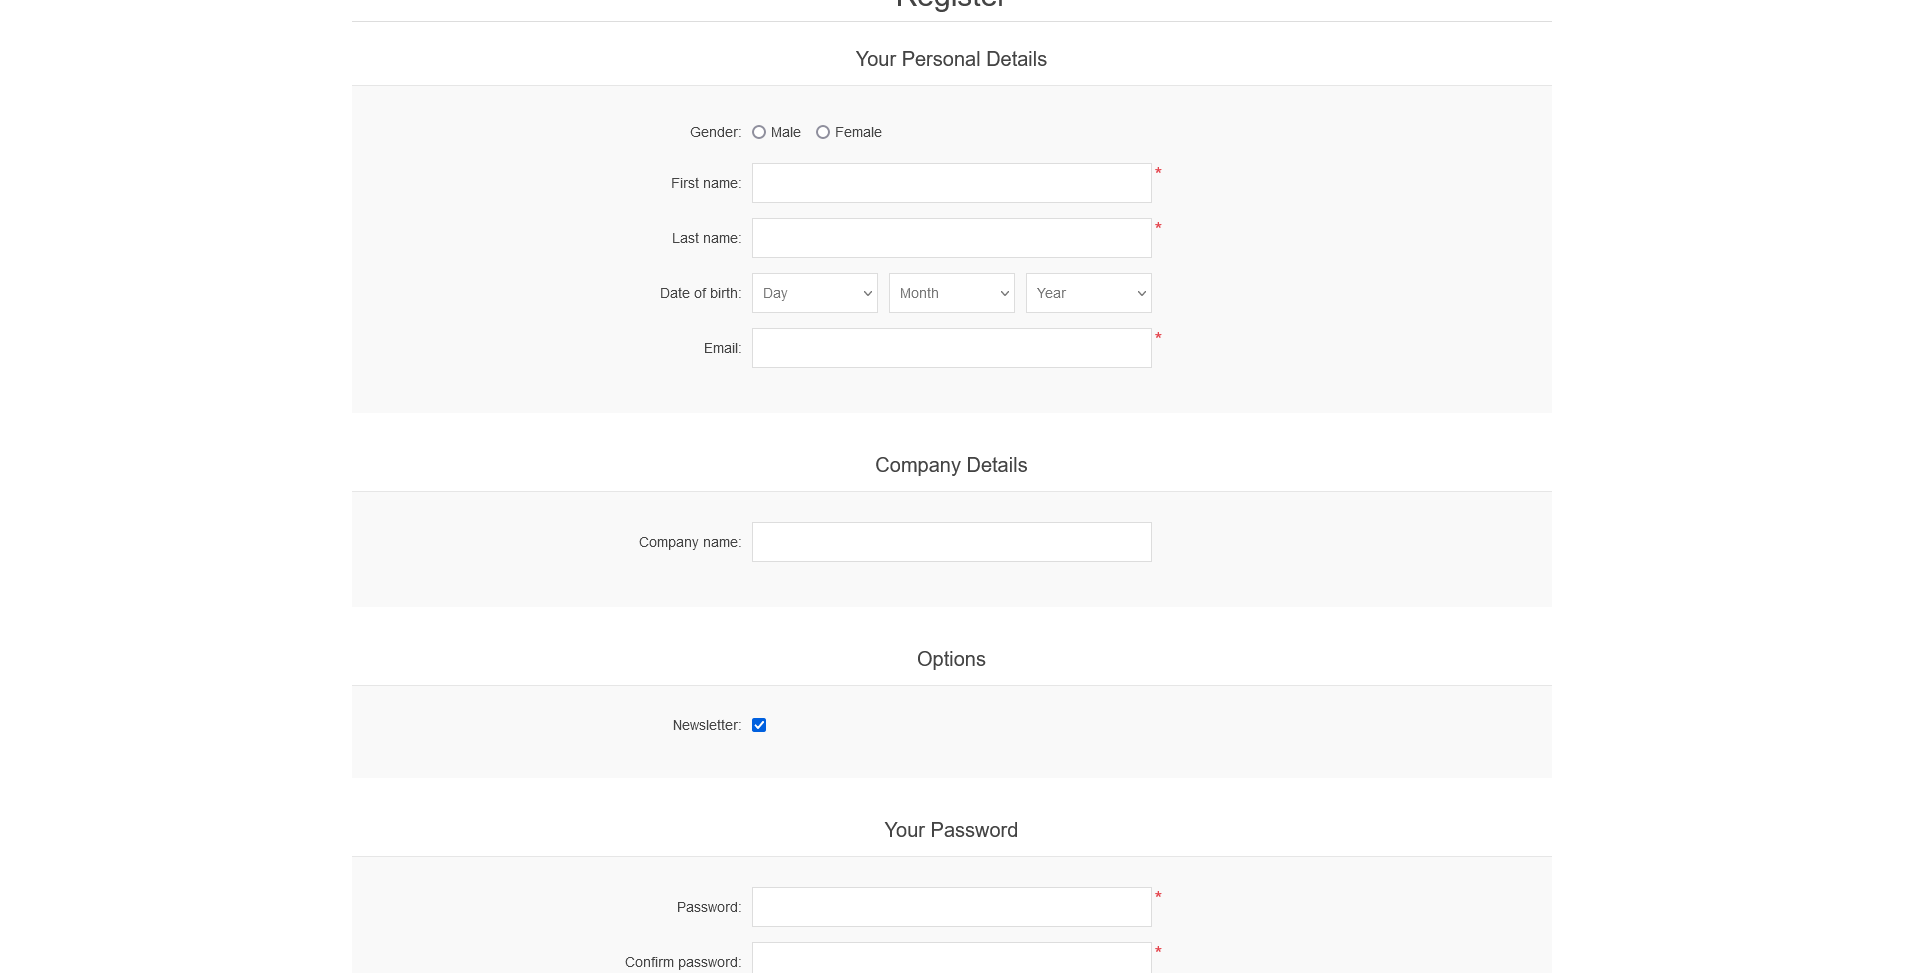 Register
Your Personal Details
Gender: Male Female
First name: *
Last name: *
Date of birth: Day Month Year
Email: *
Company Details
Company name:
Options
Newsletter:
Your Password
Password: *
Confirm password: *